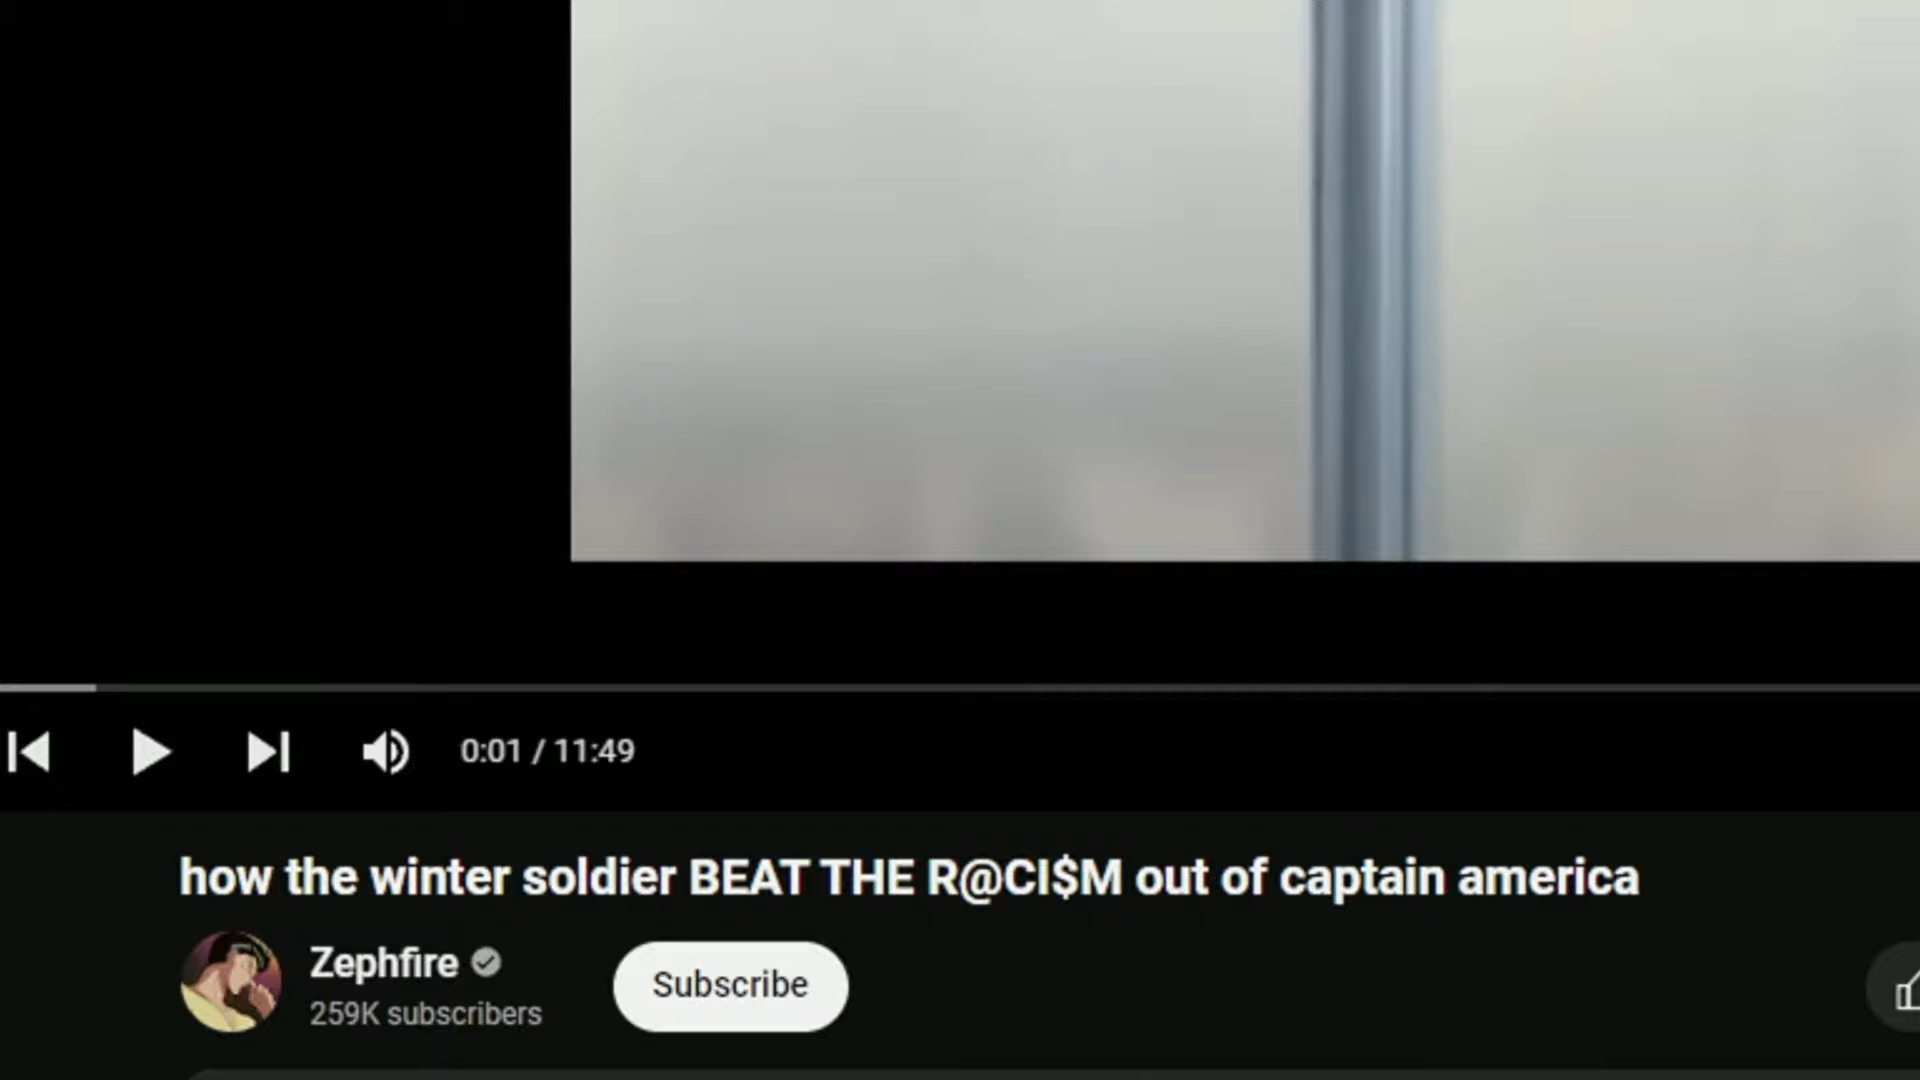 0:01 / 11:49
how the winter soldier BEAT THE R@CI$M out of captain america
Zephfire
259K subscribers
Subscribe